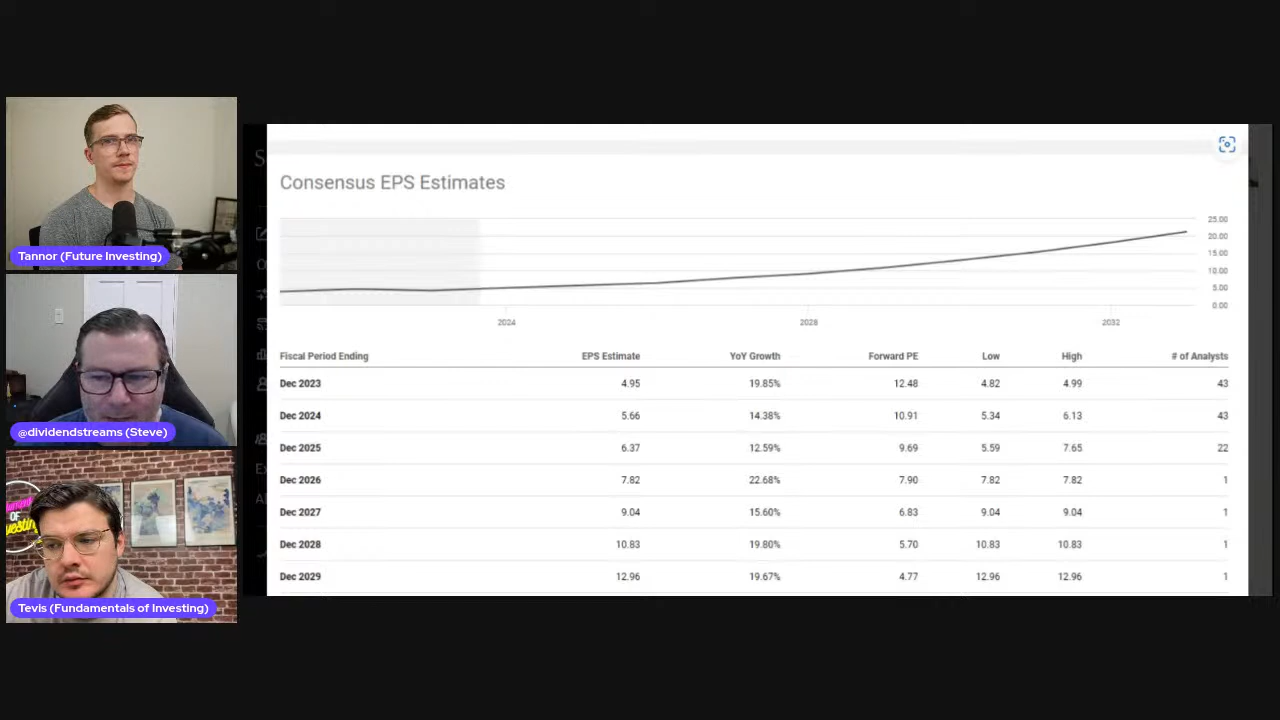 Tannor (Future Investing)
@dividendstreams (Steve)
OF
Tevis (Fundamentals of Investing)
Consensus EPS Estimates
25.00
20.00
15.00
10.00
5.00
0.00
2024 2028 2032
Fiscal Period Ending EPS Estimate YoY Growth Forward PE Low High # of Analysts
Dec 2023 4.95 19.85% 12.48 4.82 4.99 43
Dec 2024 5.66 14.38% 10.91 5.34 6.13 43
Dec 2025 6.37 12.59% 9.69 5.59 7.65 22
Dec 2026 7.82 22.68% 7.90 7.82 7.82 1
Dec 2027 9.04 15.60% 6.83 9.04 9.04 1
Dec 2028 10.83 19.80% 5.70 10.83 10.83 1
Dec 2029 12.96 19.67% 4.77 12.96 12.96 1